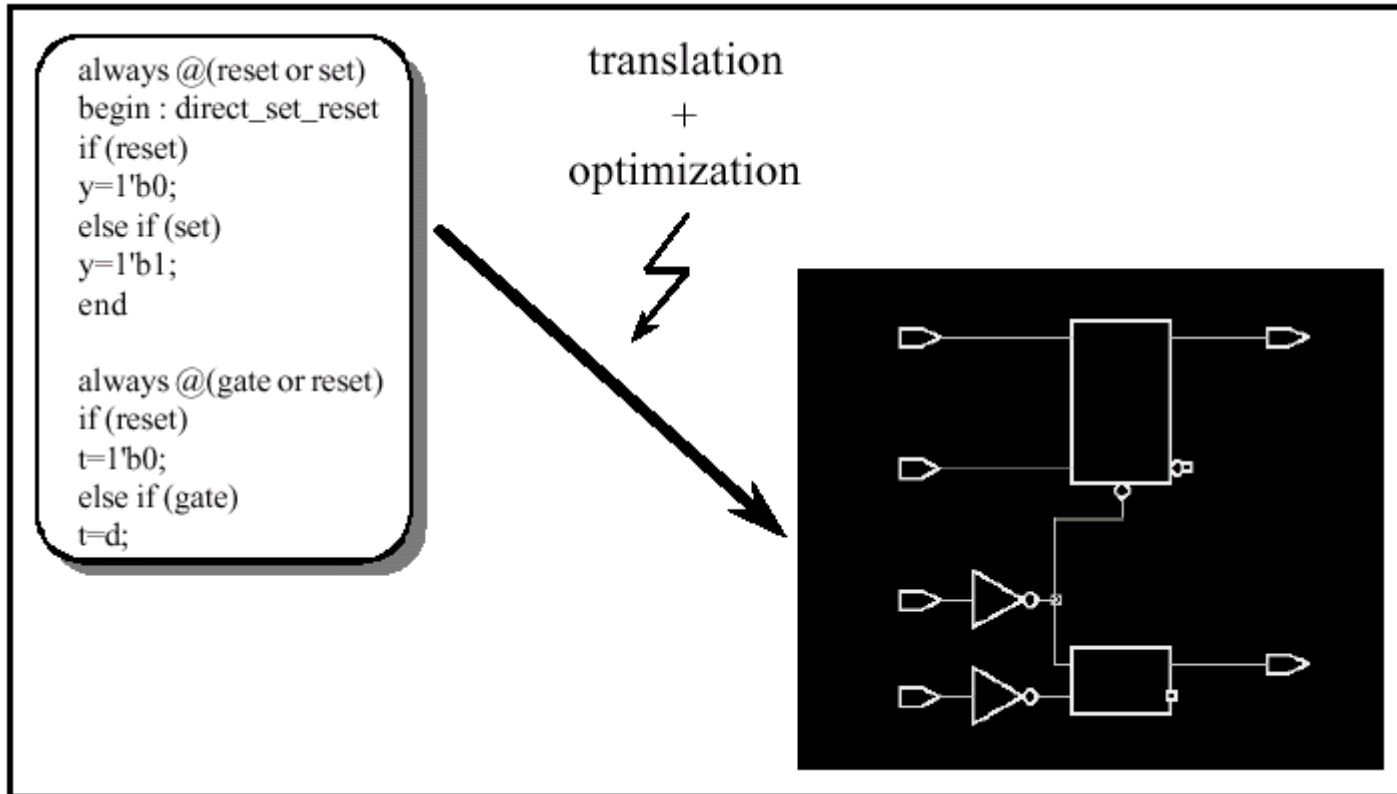 always @(reset or set)
begin : direct_set_reset
if (reset)
y=1'b0;
else if (set)
y=1'b1;
end
always @(gate or reset)
if (reset)
t=1'b0;
else if (gate)
t=d;
translation
+
optimization